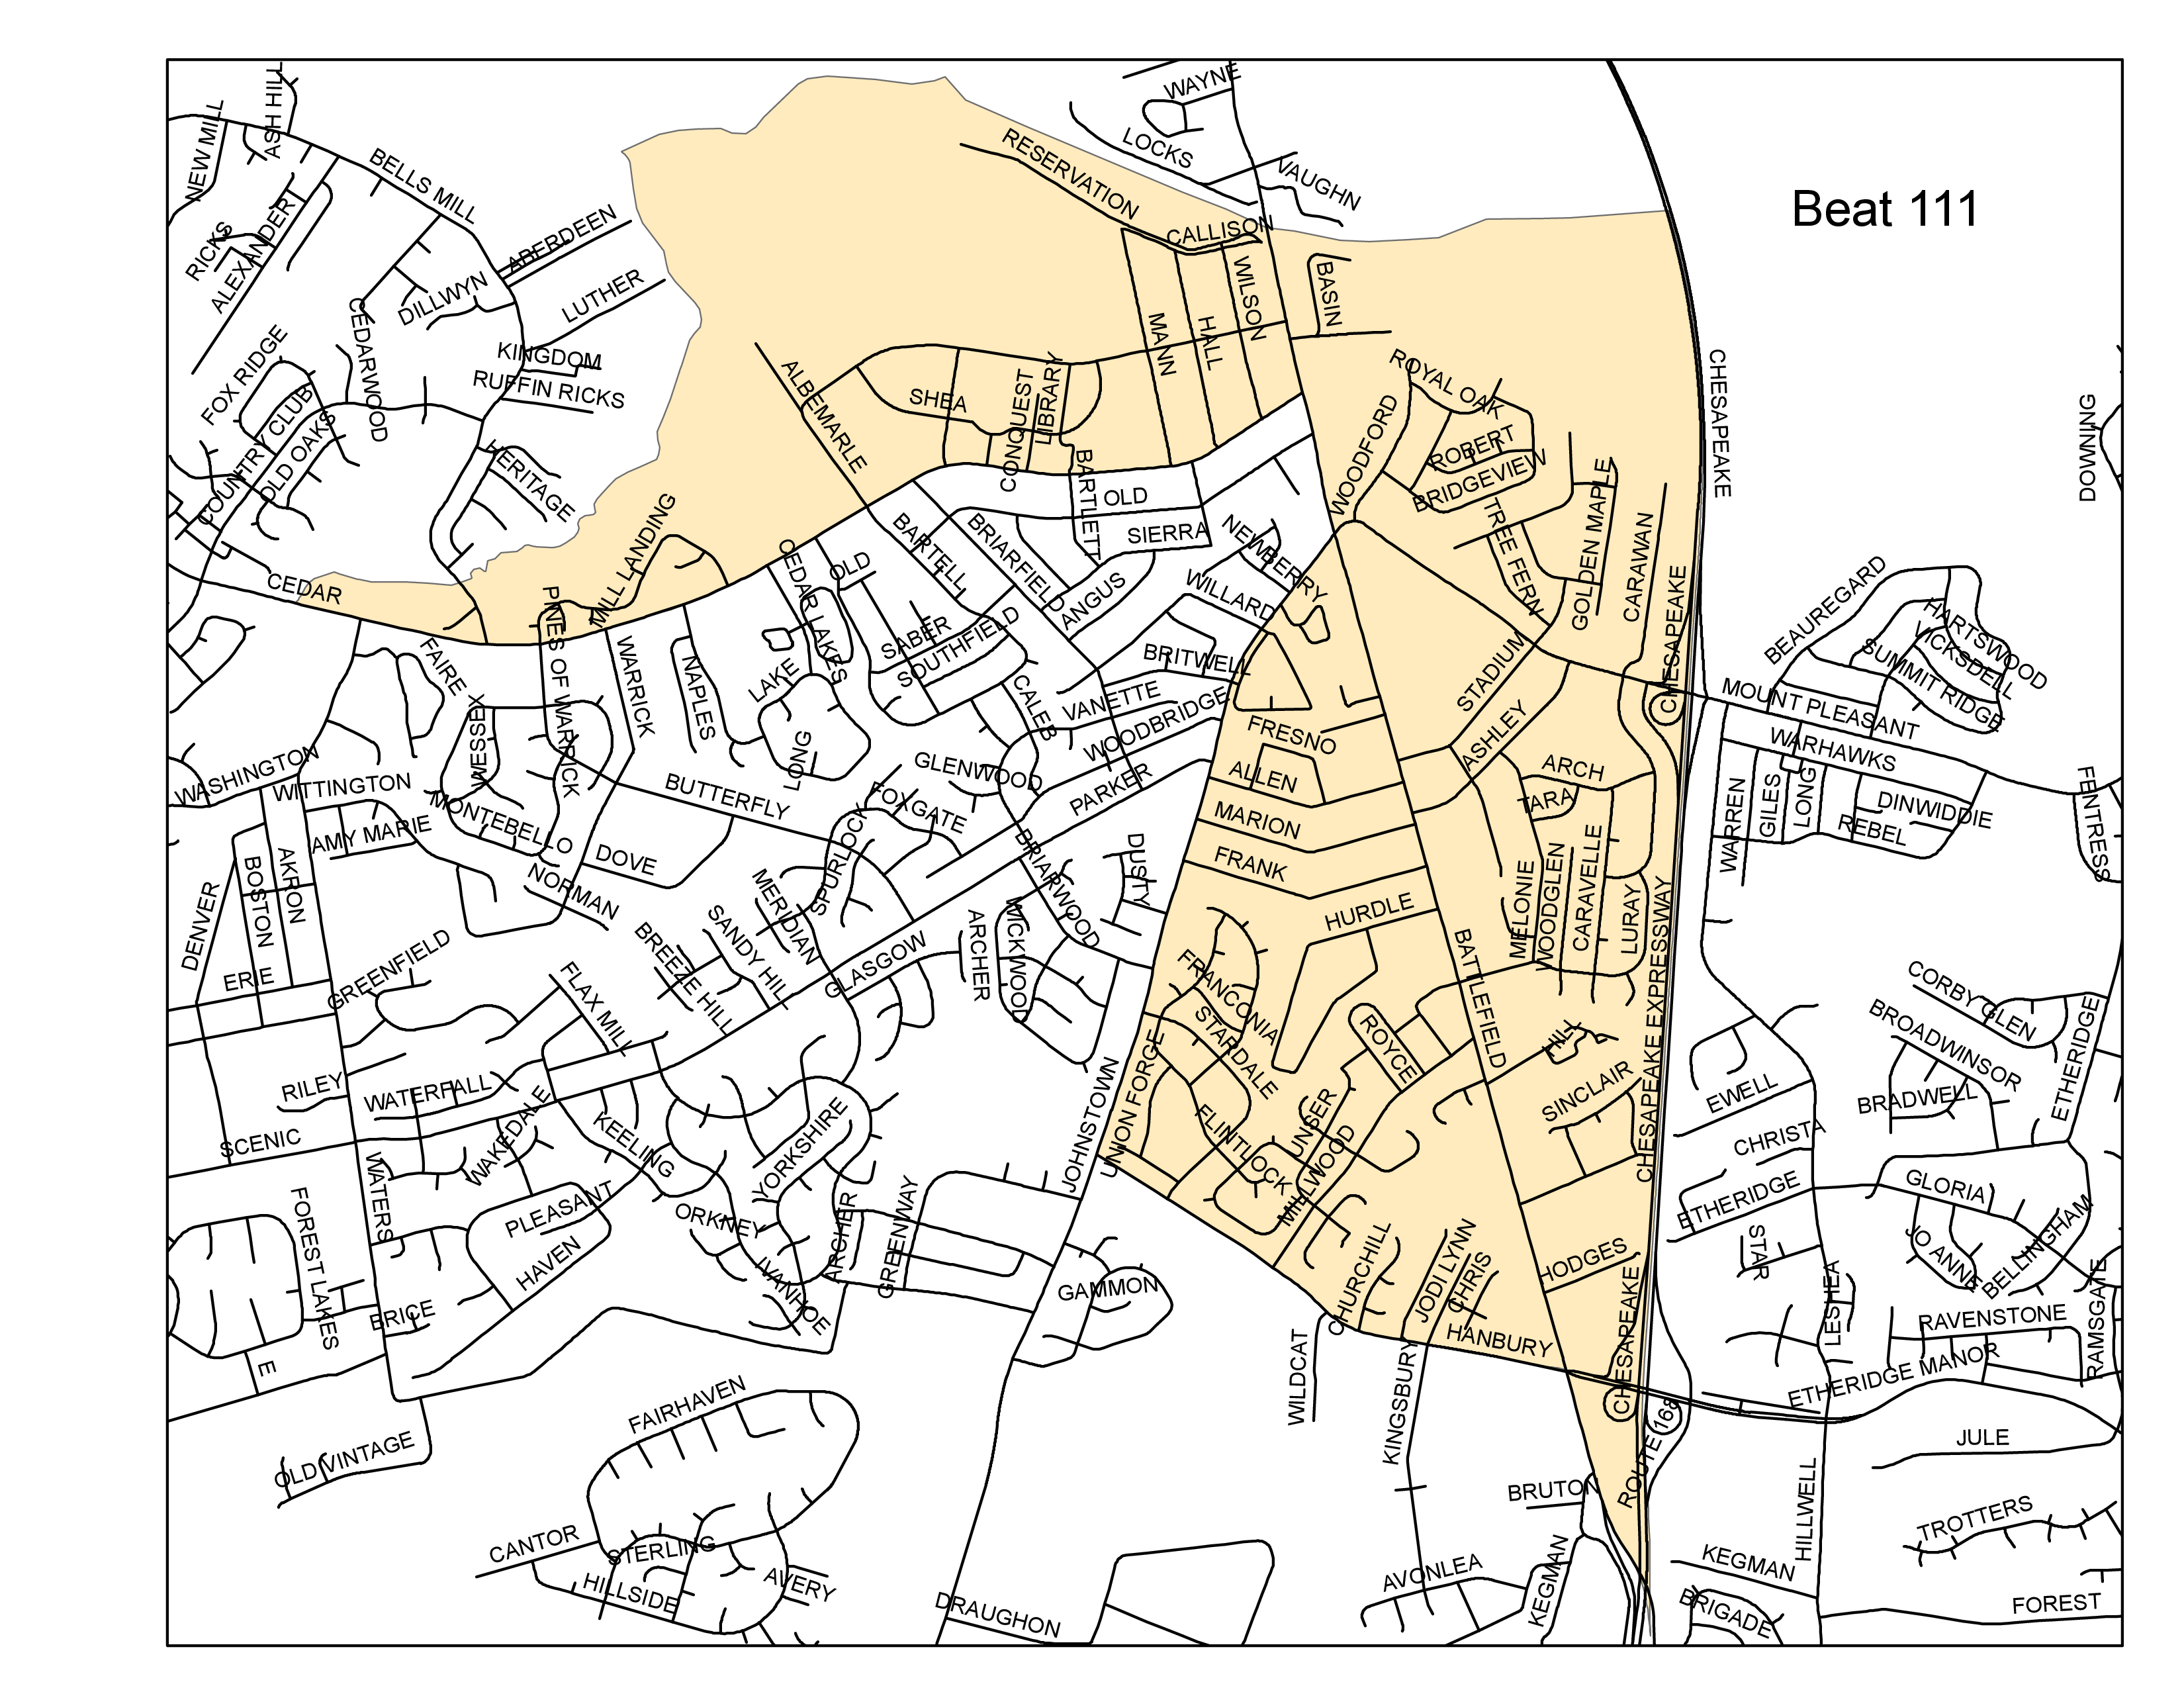 Beat 111
WAYNE
ASH HILL
NEW MILL
BELLS MILL
LOCKS
RESERVATION
VAUGHN
ABERDEEN
RICKS
ALEXANDER
CALLISON
DILLWYN
LUTHER
WILSON
BASIN
CEDARWOOD
MANN
HALL
KINGDOM
FOX RIDGE
RUFFIN RICKS
ALBEMARLE
SHEA
CONQUEST
LIBRARY
ROYAL OAK
CHESAPEAKE
WOODFORD
DOWNING
COUNTRY CLUB
OLD OAKS
HERITAGE
ROBERT
BRIDGEVIEW
BARTLETT
OLD
GOLDEN MAPLE
TREE FERN
CARAWAN
MILL LANDING
BARTELL
BRIARFIELD
SIERRA
NEWBERRY
CEDAR
PINES OF WARRICK
CEDAR LAKES
OLD
ANGUS
WILLARD
CHESAPEAKE
BEAUREGARD
HARTSWOOD
VICKSDELL
SUMMIT RIDGE
FAIRE
WARRICK
NAPLES
LAKE
SABER
SOUTHFIELD
BRITWELL
STADIUM
CALEB
VANETTE
WOODBRIDGE
FRESNO
ASHLEY
MOUNT PLEASANT
WARHAWKS
WESSEX
LONG
WASHINGTON
WITTINGTON
BUTTERFLY
GLENWOOD
PARKER
ALLEN
ARCH
TARA
WARREN
GILES
LONG
DINWIDDIE
REBEL
FENTRESS
MONTEBELLO
AMY MARIE
FOXGATE
MARION
DOVE
SPURLOCK
BRIARWOOD
DUSTY
FRANK
BOSTON
AKRON
NORMAN
MERIDIAN
HURDLE
MELONIE
WOODGLEN
CARAVELLE
LURAY
DENVER
SANDY HILL
BREEZE HILL
GLASGOW
ARCHER
WICKWOOD
BATTLEFIELD
CHESAPEAKE EXPRESSWAY
ERIE
GREENFIELD
FLAX MILL
FRANCONIA
STARDALE
ROYCE
HILL
CORBY GLEN
BROADWINSOR
ETHERIDGE
RILEY
WATERFALL
JOHNSTOWN
UNION FORGE
SINCLAIR
EWELL
BRADWELL
SCENIC
WAKEDALE
KEELING
YORKSHIRE
FLINTLOCK
UNSER
MILLWOOD
CHRISTA
WATERS
PLEASANT
ORKNEY
ARCHER
GREENWAY
ETHERIDGE
GLORIA
FOREST LAKES
HAVEN
IVANHOE
GAMMON
CHURCHILL
JODI LYNN
CHRIS
HODGES
STAR
JO ANNE
BELLINGHAM
BRICE
CHESAPEAKE
LESHEA
RAVENSTONE
RAMSGATE
E
WILDCAT
KINGSBURY
HANBURY
ETHERIDGE MANOR
FAIRHAVEN
CHESAPEAKE
ROUTE 168
JULE
OLD VINTAGE
BRUTON
HILLWELL
TROTTERS
CANTOR
STERLING
HILLSIDE
AVERY
AVONLEA
KEGMAN
KEGMAN
DRAUGHON
BRIGADE
FOREST